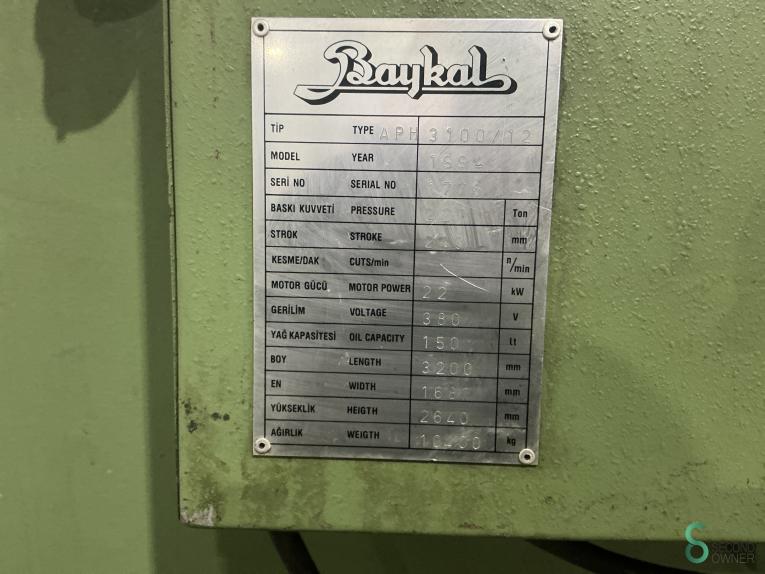 Baykal
TİP TYPE APH 3100/12
MODEL YEAR
SERİ NO SERIAL NO
BASKI KUVVETİ PRESSURE Ton
STROK STROKE mm
KESME/DAK CUTS/min n/min
MOTOR GÜCÜ MOTOR POWER 22 kW
GERİLİM VOLTAGE 380 V
YAĞ KAPASİTESİ OIL CAPACITY 150 Lt
BOY LENGTH 3200 mm
EN WIDTH mm
YÜKSEKLİK HEIGTH 2640 mm
AĞIRLIK WEIGTH kg
SECOND
OWNER